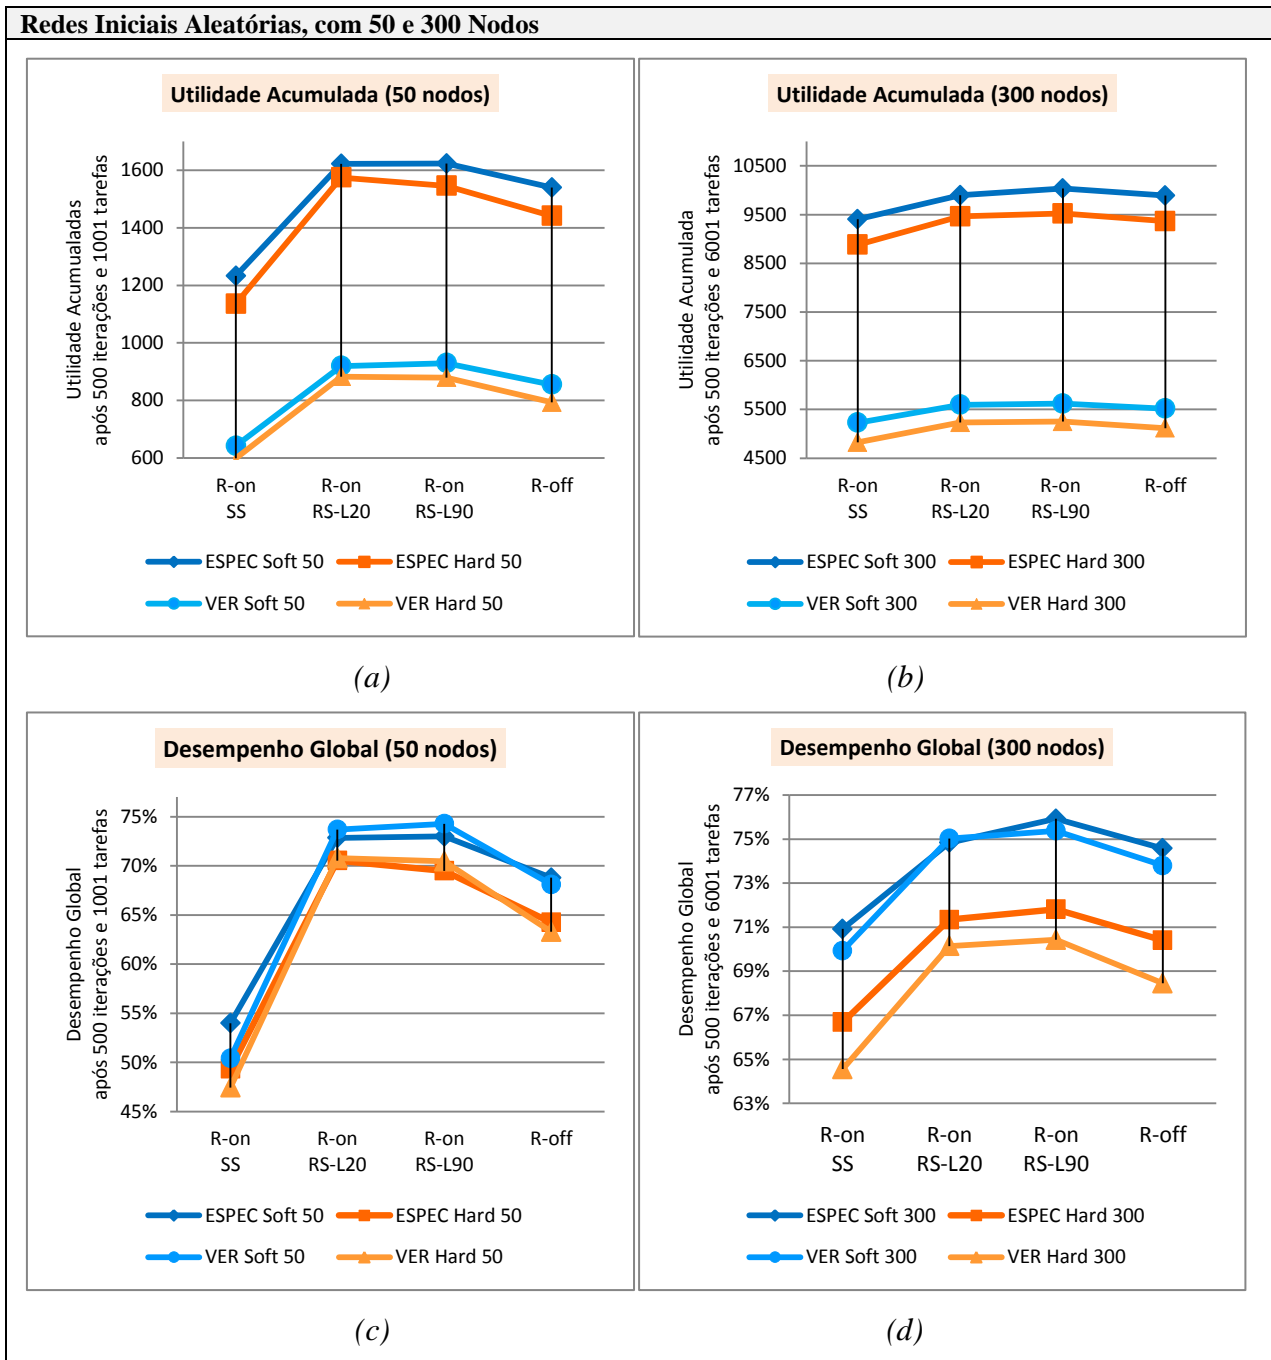 Redes Iniciais Aleatórias, com 50 e 300 Nodos
Utilidade Acumulada (50 nodos)
Utilidade Acumualadas
após 500 iterações e 1001 tarefas
1600
1400
1200
1000
800
600
R-on SS
R-on RS-L20
R-on RS-L90
R-off
ESPEC Soft 50
ESPEC Hard 50
VER Soft 50
VER Hard 50
(a)
Utilidade Acumulada (300 nodos)
Utilidade Acumulada
após 500 iterações e 6001 tarefas
10500
9500
8500
7500
6500
5500
4500
R-on SS
R-on RS-L20
R-on RS-L90
R-off
ESPEC Soft 300
ESPEC Hard 300
VER Soft 300
VER Hard 300
(b)
Desempenho Global (50 nodos)
Desempenho Global
após 500 iterações e 1001 tarefas
75%
70%
65%
60%
55%
50%
45%
R-on SS
R-on RS-L20
R-on RS-L90
R-off
ESPEC Soft 50
ESPEC Hard 50
VER Soft 50
VER Hard 50
(c)
Desempenho Global (300 nodos)
Desempenho Global
após 500 iterações e 6001 tarefas
77%
75%
73%
71%
69%
67%
65%
63%
R-on SS
R-on RS-L20
R-on RS-L90
R-off
ESPEC Soft 300
ESPEC Hard 300
VER Soft 300
VER Hard 300
(d)